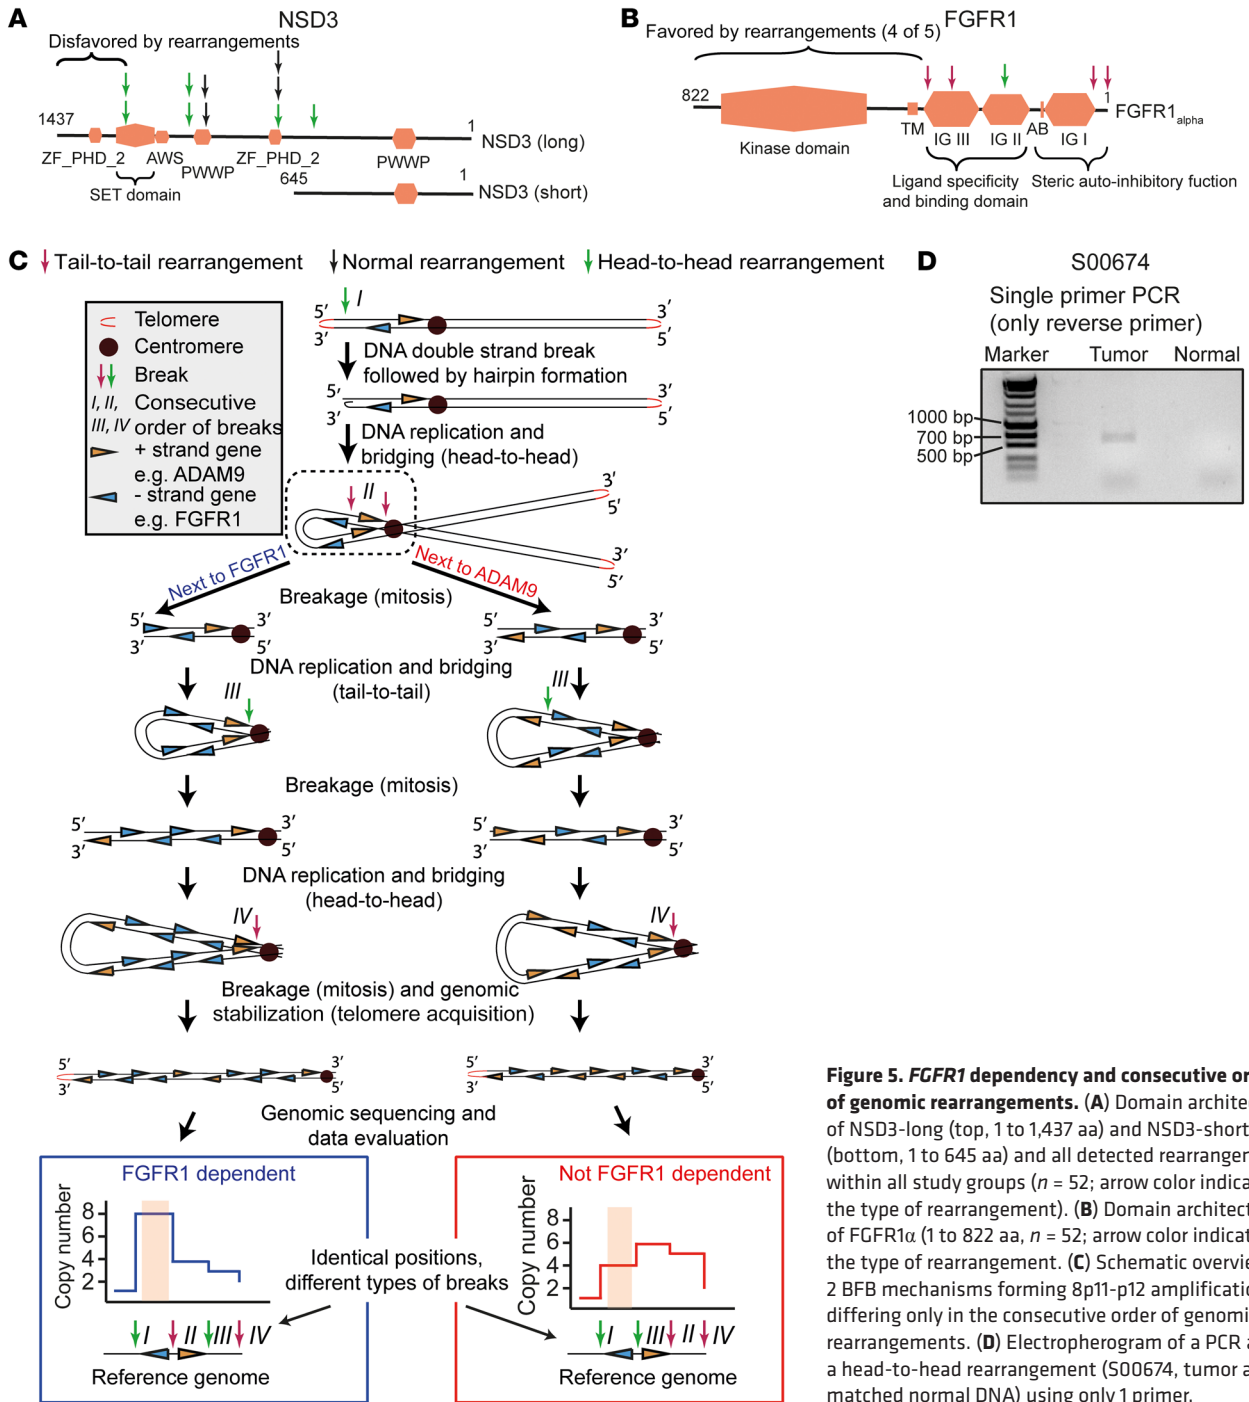 A
NSD3
Disfavored by rearrangements
1437
1
NSD3 (long)
ZF_PHD_2
AWS
PWWP
ZF_PHD_2
PWWP
SET domain
645
1
NSD3 (short)
B
FGFR1
Favored by rearrangements (4 of 5)
822
1
FGFR1alpha
TM
IG III
IG II
AB
IG I
Kinase domain
Ligand specificity
and binding domain
Steric auto-inhibitory fuction
C
Tail-to-tail rearrangement
Normal rearrangement
Head-to-head rearrangement
Telomere
Centromere
Break
I, II, Consecutive
III, IV order of breaks
+ strand gene
e.g. ADAM9
- strand gene
e.g. FGFR1
I
5′ 3′
3′ 5′
DNA double strand break
followed by hairpin formation
5′ 3′
3′ 5′
DNA replication and
bridging (head-to-head)
II
3′
5′
3′
5′
Next to FGFR1
Next to ADAM9
Breakage (mitosis)
5′ 3′ 5′ 3′
3′ 5′ 3′ 5′
DNA replication and bridging
(tail-to-tail)
III
III
Breakage (mitosis)
5′ 3′ 5′ 3′
3′ 5′ 3′ 5′
DNA replication and bridging
(head-to-head)
IV
IV
Breakage (mitosis) and genomic
stabilization (telomere acquisition)
5′ 3′ 5′ 3′
3′ 5′ 3′ 5′
Genomic sequencing and
data evaluation
FGFR1 dependent
Copy number
8
6
4
2
I II III IV
Reference genome
Identical positions,
different types of breaks
Not FGFR1 dependent
Copy number
8
6
4
2
I III II IV
Reference genome
D
S00674
Single primer PCR
(only reverse primer)
Marker Tumor Normal
1000 bp
700 bp
500 bp
Figure 5. FGFR1 dependency and consecutive or
of genomic rearrangements. (A) Domain architec
of NSD3-long (top, 1 to 1,437 aa) and NSD3-short
(bottom, 1 to 645 aa) and all detected rearranger
within all study groups (n = 52; arrow color indica
the type of rearrangement). (B) Domain architect
of FGFR1α (1 to 822 aa, n = 52; arrow color indicat
the type of rearrangement. (C) Schematic overvie
2 BFB mechanisms forming 8p11-p12 amplificatio
differing only in the consecutive order of genomi
rearrangements. (D) Electropherogram of a PCR a
a head-to-head rearrangement (S00674, tumor a
matched normal DNA) using only 1 primer.